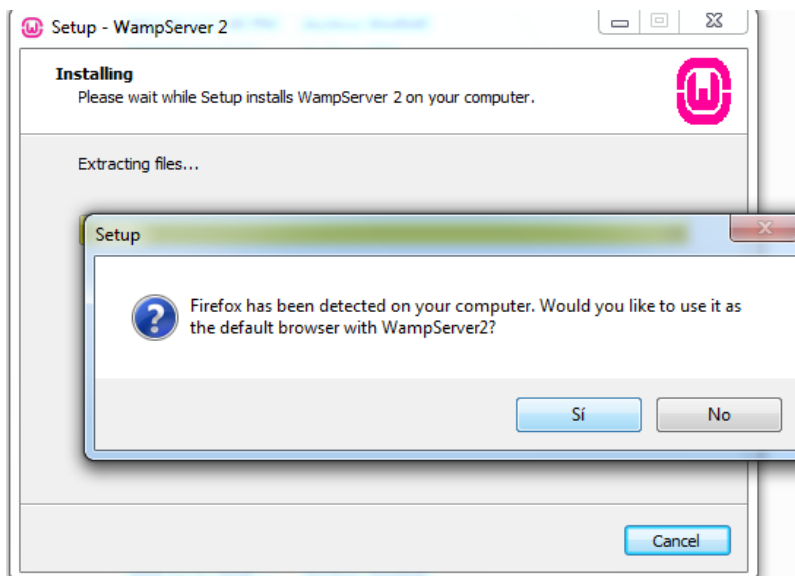 Setup - WampServer 2
Installing
Please wait while Setup installs WampServer 2 on your computer.
Extracting files...
Setup
Firefox has been detected on your computer. Would you like to use it as
the default browser with WampServer2?
Sí
No
Cancel